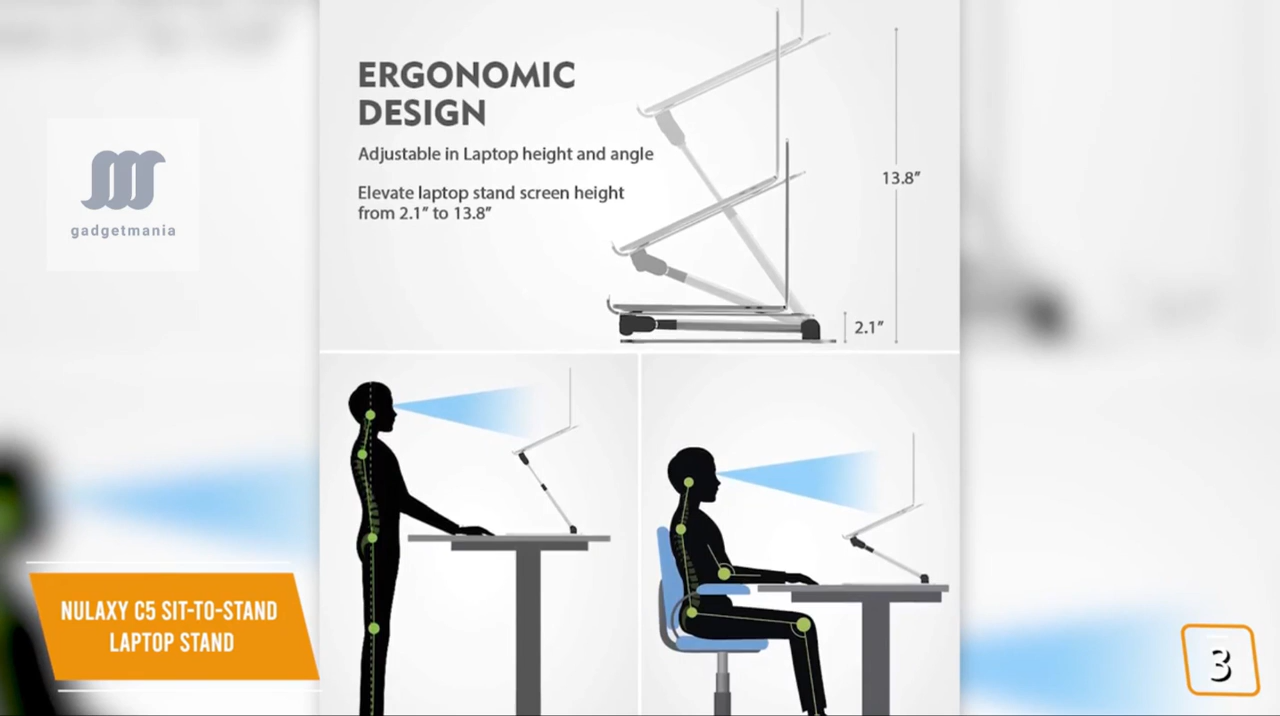 ERGONOMIC
DESIGN
Adjustable in Laptop height and angle
Elevate laptop stand screen height
from 2.1” to 13.8”
13.8”
2.1”
gadgetmania
NULAXY C5 SIT-TO-STAND
LAPTOP STAND
3